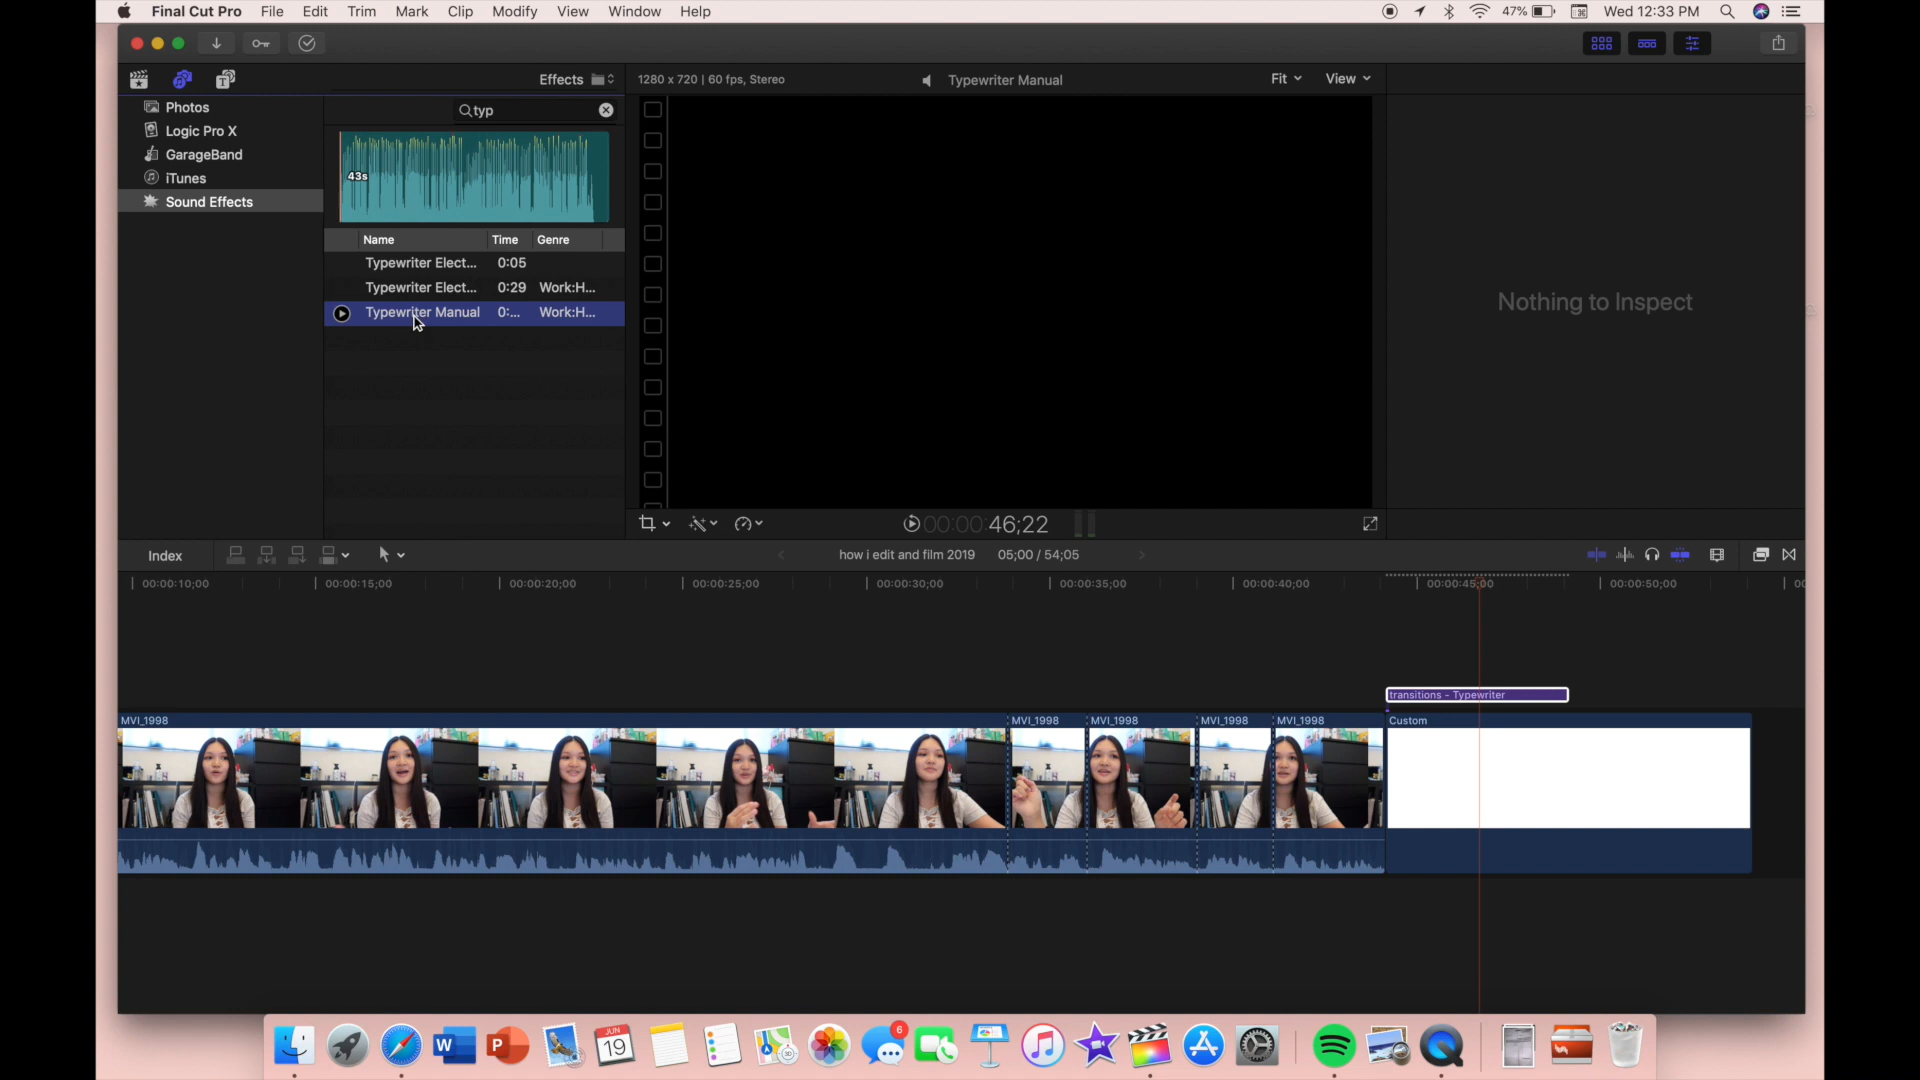 Final Cut Pro File Edit Trim Mark Clip Modify View Window Help 47% Wed 12:33 PM
Effects 1280 x 720 | 60 fps, Stereo Typewriter Manual Fit View
Photos
Logic Pro X
GarageBand
iTunes
Sound Effects
typ
43s
Name Time Genre
Typewriter Elect... 0:05
Typewriter Elect... 0:29 Work:H...
Typewriter Manual 0:... Work:H...
Nothing to Inspect
00:00:46;22
Index how i edit and film 2019 05;00 / 54;05
00:00:10;00 00:00:15;00 00:00:20;00 00:00:25;00 00:00:30;00 00:00:35;00 00:00:40;00 00:00:45;00 00:00:50;00 00
transitions - Typewriter
MVI_1998 MVI_1998 MVI_1998 MVI_1998 MVI_1998 Custom
W P JUN 19 3D 6